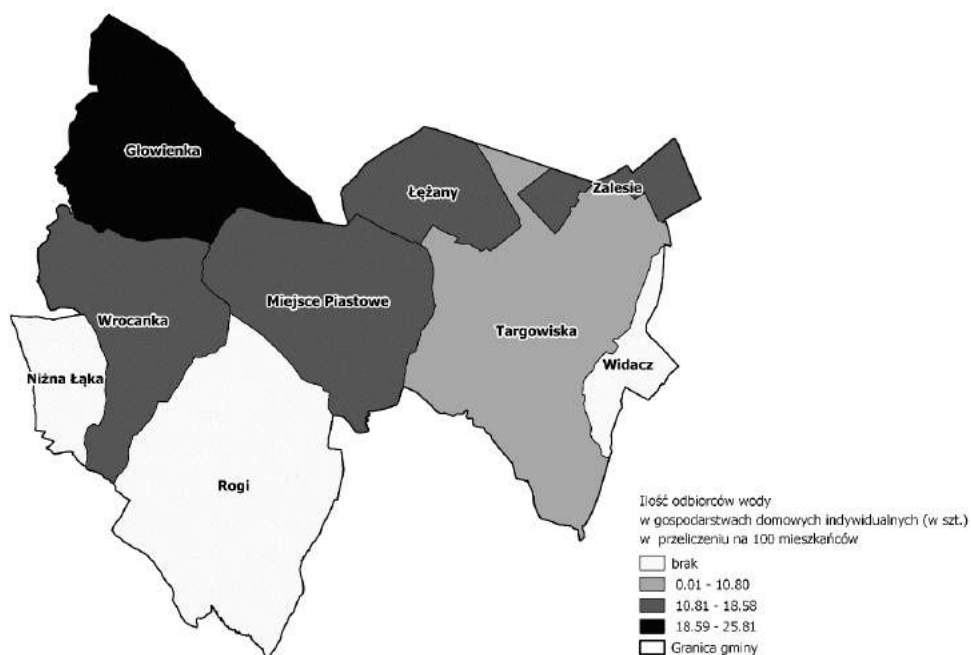 Głowienka
Łężany
Zalesie
Miejsce Piastowe
Wrocanka
Targowiska
Widacz
Niżna Łąka
Rogi
Ilość odbiorców wody
w gospodarstwach domowych indywidualnych (w szt.)
w przeliczeniu na 100 mieszkańców
brak
0.01 - 10.80
10.81 - 18.58
18.59 - 25.81
Granica gminy